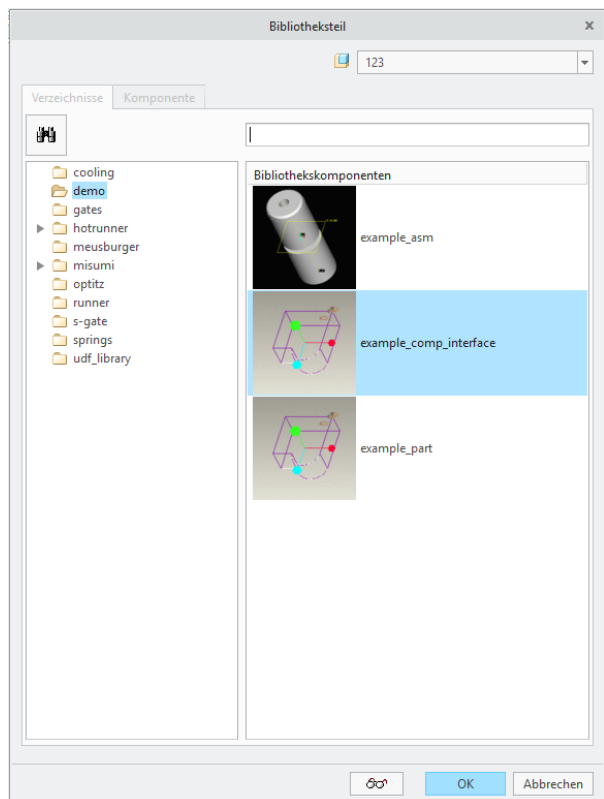 Bibliotheksteil
123
Verzeichnisse
Komponente
cooling
demo
gates
hotrunner
meusburger
misumi
optitz
runner
s-gate
springs
udf_library
Bibliothekskomponenten
example_asm
example_comp_interface
example_part
OK
Abbrechen